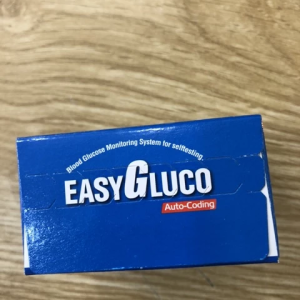 Blood Glucose Monitoring System for selftesting.
EASYGLUCO
Auto-Coding